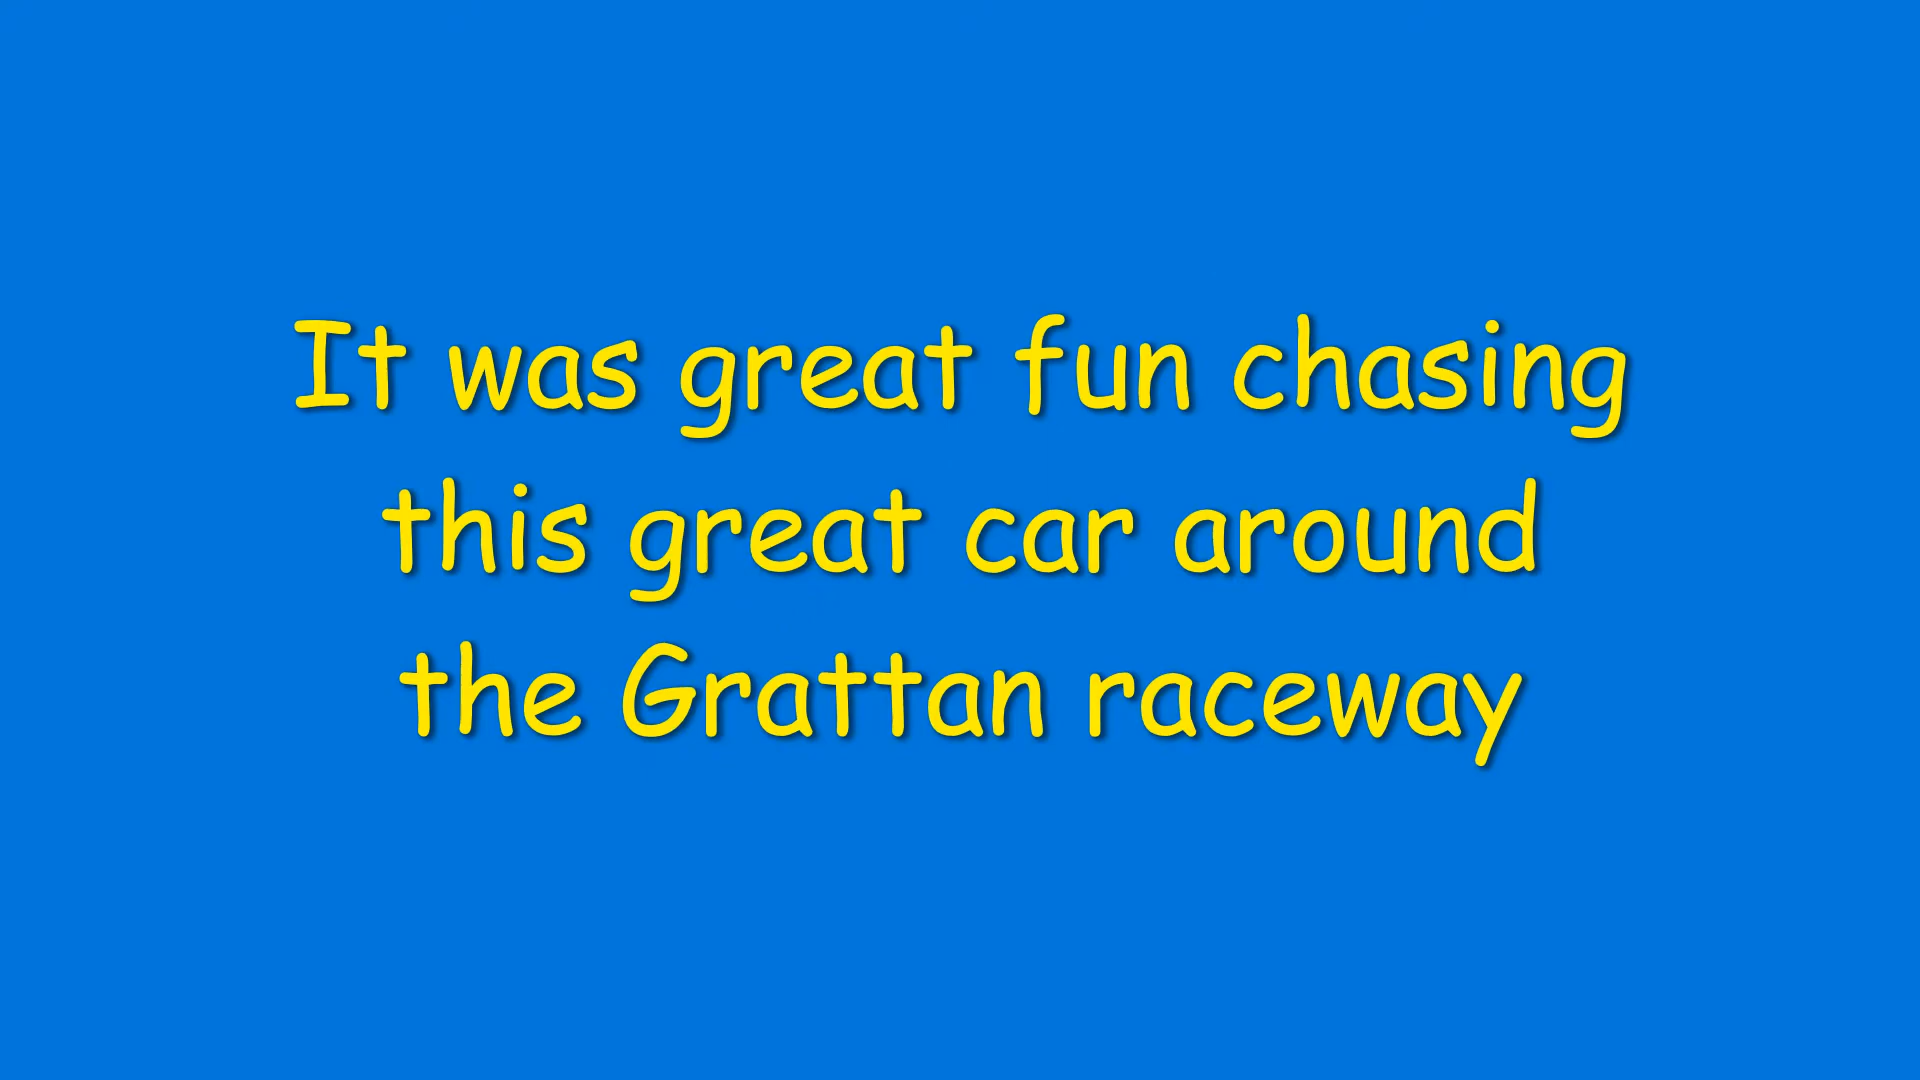 It was great fun chasing
this great car around
the Grattan raceway